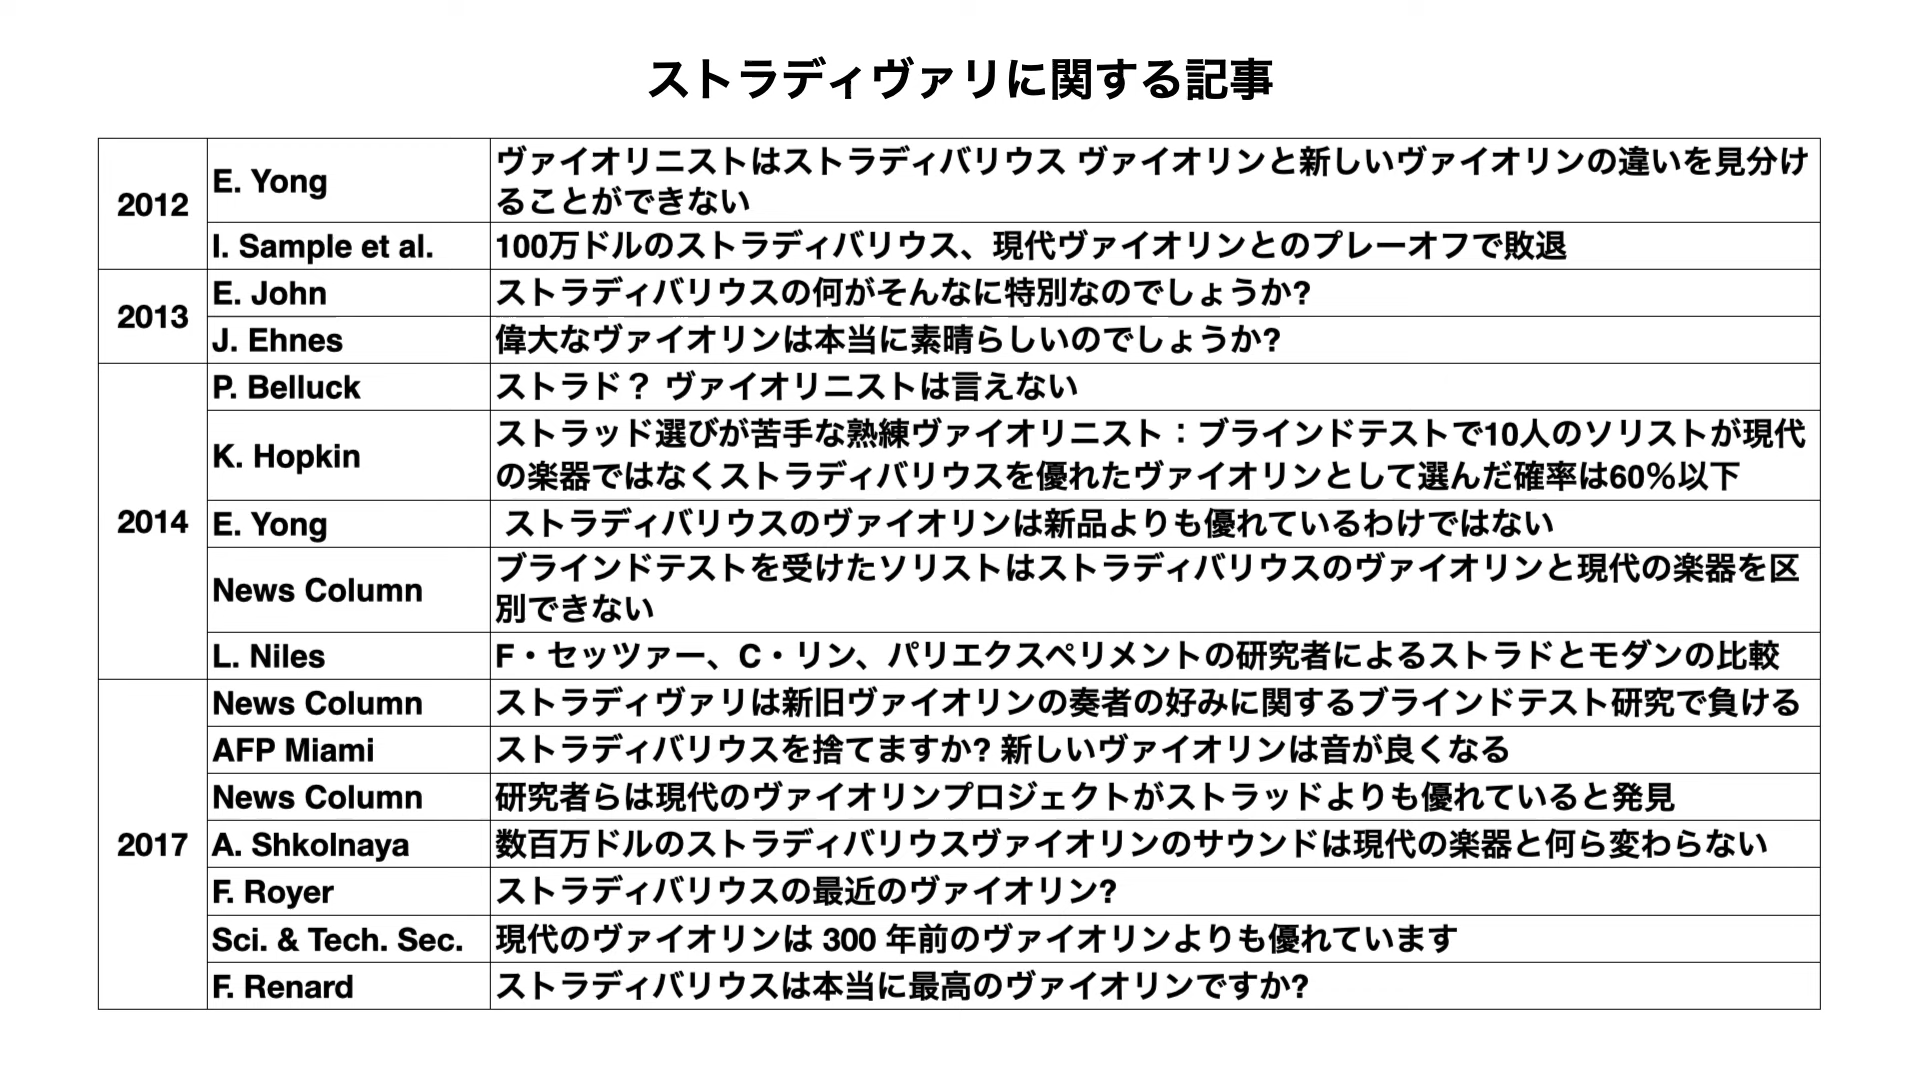 ストラディヴァリに関する記事
2012
E. Yong
ヴァイオリニストはストラディバリウス ヴァイオリンと新しいヴァイオリンの違いを見分け
ることができない
I. Sample et al.
100万ドルのストラディバリウス、現代ヴァイオリンとのプレーオフで敗退
2013
E. John
ストラディバリウスの何がそんなに特別なのでしょうか?
J. Ehnes
偉大なヴァイオリンは本当に素晴らしいのでしょうか?
2014
P. Belluck
ストラド？ ヴァイオリニストは言えない
K. Hopkin
ストラッド選びが苦手な熟練ヴァイオリニスト：ブラインドテストで10人のソリストが現代
の楽器ではなくストラディバリウスを優れたヴァイオリンとして選んだ確率は60％以下
E. Yong
ストラディバリウスのヴァイオリンは新品よりも優れているわけではない
News Column
ブラインドテストを受けたソリストはストラディバリウスのヴァイオリンと現代の楽器を区
別できない
L. Niles
F・セッツァー、C・リン、パリエクスペリメントの研究者によるストラドとモダンの比較
2017
News Column
ストラディヴァリは新旧ヴァイオリンの奏者の好みに関するブラインドテスト研究で負ける
AFP Miami
ストラディバリウスを捨てますか? 新しいヴァイオリンは音が良くなる
News Column
研究者らは現代のヴァイオリンプロジェクトがストラッドよりも優れていると発見
A. Shkolnaya
数百万ドルのストラディバリウスヴァイオリンのサウンドは現代の楽器と何ら変わらない
F. Royer
ストラディバリウスの最近のヴァイオリン?
Sci. & Tech. Sec.
現代のヴァイオリンは 300 年前のヴァイオリンよりも優れています
F. Renard
ストラディバリウスは本当に最高のヴァイオリンですか?